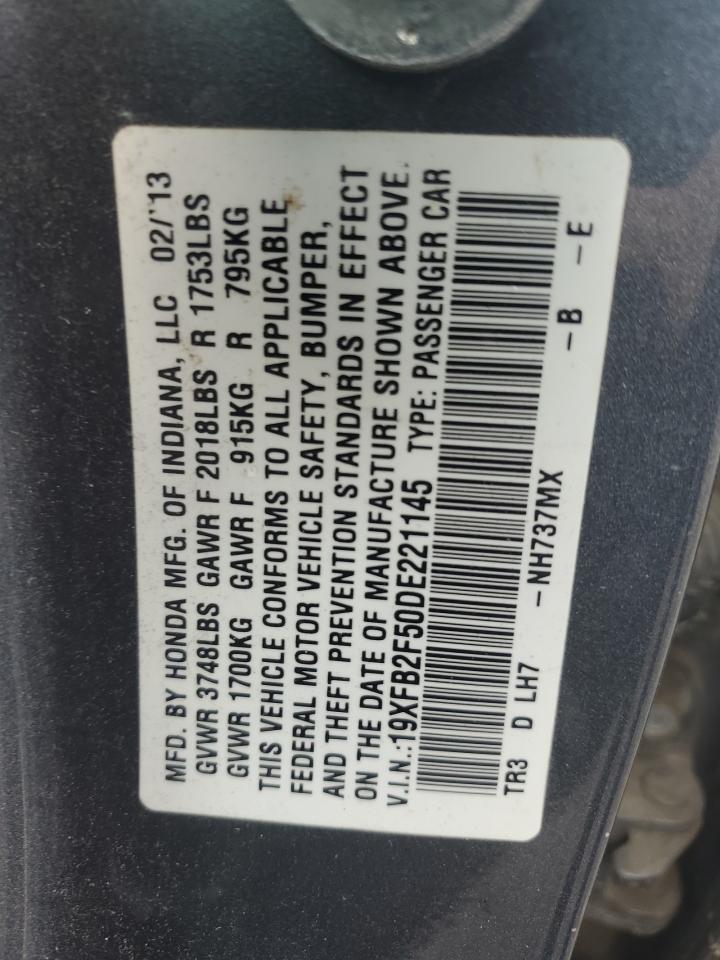 MFD. BY HONDA MFG. OF INDIANA, LLC 02/'13
GVWR 3748LBS GAWR F 2018LBS R 1753LBS
GVWR 1700KG GAWR F 915KG R 795KG
THIS VEHICLE CONFORMS TO ALL APPLICABLE
FEDERAL MOTOR VEHICLE SAFETY, BUMPER,
AND THEFT PREVENTION STANDARDS IN EFFECT
ON THE DATE OF MANUFACTURE SHOWN ABOVE.
V.I.N.:19XFB2F50DE221145 TYPE: PASSENGER CAR
TR3 D LH7 -NH737MX -B -E